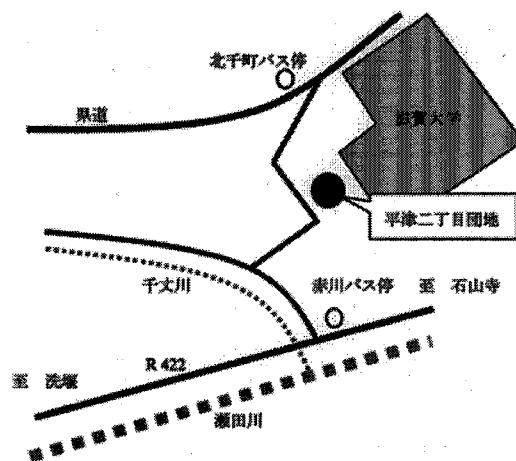 北千町バス停
県道
滋賀大学
平津二丁目団地
千丈川
赤川バス停
至 石山寺
R 422
至 洗堰
瀬田川